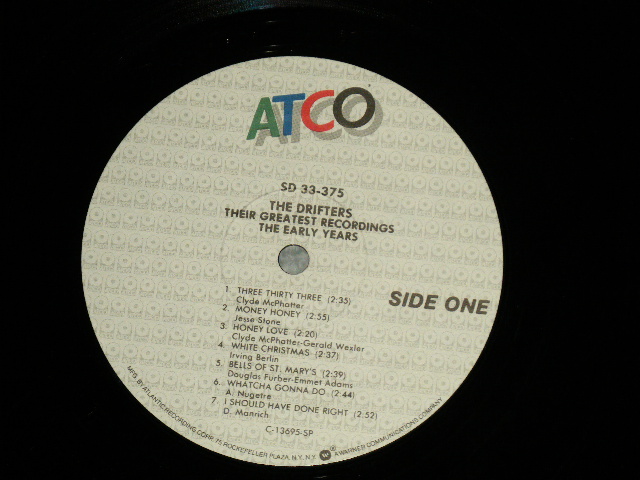 ATCO
SD 33-375
THE DRIFTERS
THEIR GREATEST RECORDINGS
THE EARLY YEARS
SIDE ONE
1. THREE THIRTY THREE (2:35)
Clyde McPhatter
2. MONEY HONEY (2:55)
Jesse Stone
3. HONEY LOVE (2:20)
Clyde McPhatter-Gerald Wexler
4. WHITE CHRISTMAS (2:37)
Irving Berlin
5. BELLS OF ST. MARY'S (2:39)
Douglas Furber-Emmet Adams
6. WHATCHA GONNA DO (2:44)
A. Nugetre
7. I SHOULD HAVE DONE RIGHT (2:52)
D. Manrich
C-13695-SP
MFG. BY ATLANTIC RECORDING CORP. 75 ROCKEFELLER PLAZA, N.Y., N.Y. W ® A WARNER COMMUNICATIONS COMPANY